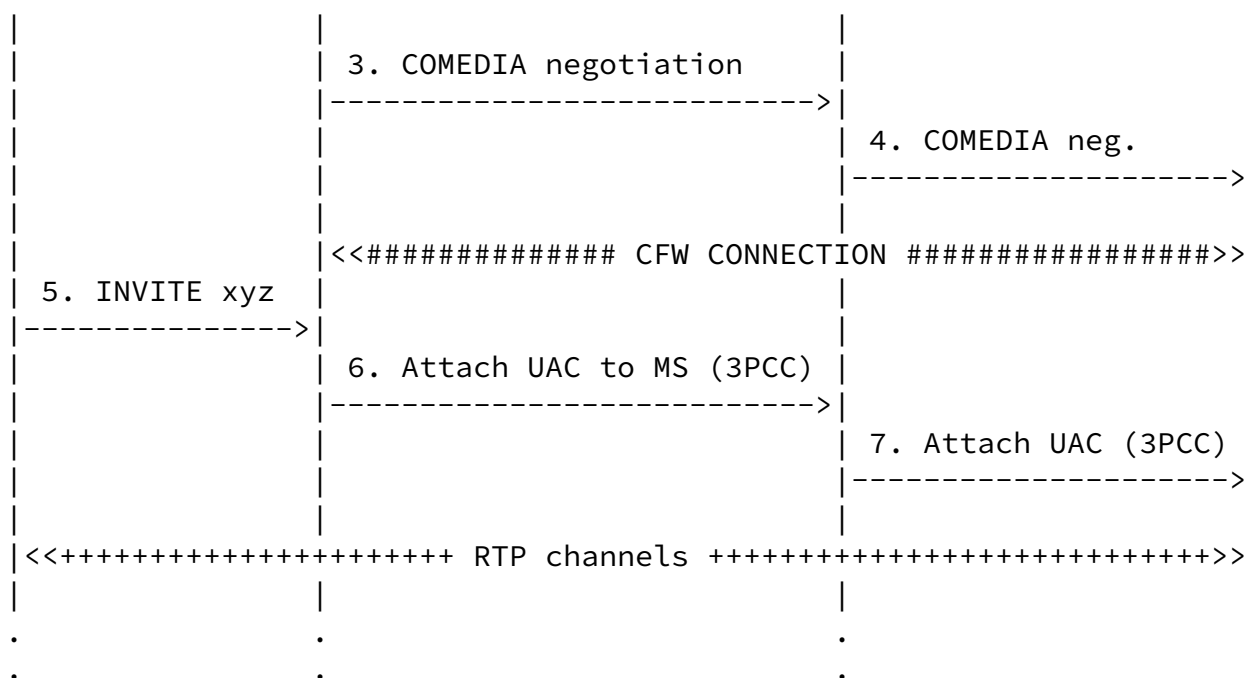 3. COMEDIA negotiation
4. COMEDIA neg.
<<############## CFW CONNECTION #################>>
5. INVITE xyz
6. Attach UAC to MS (3PCC)
7. Attach UAC (3PCC)
<<++++++++++++++++++++++ RTP channels ++++++++++++++++++++++++++++>>